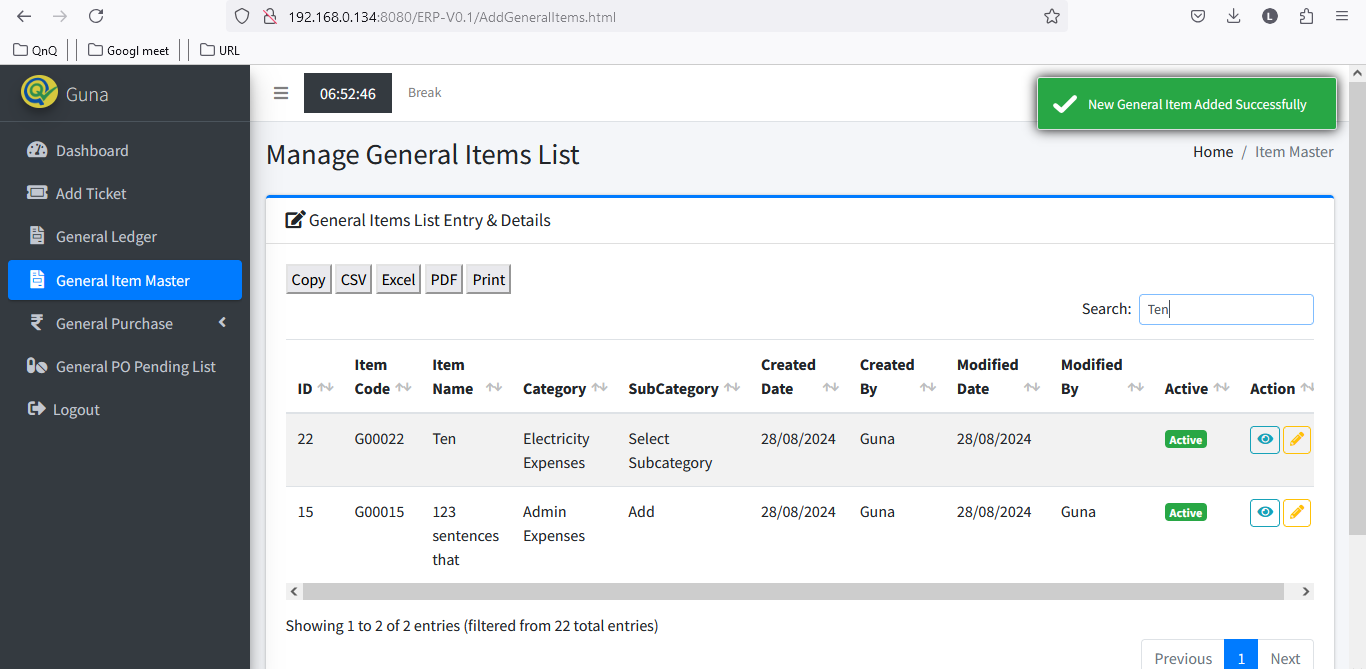 192.168.0.134:8080/ERP-V0.1/AddGeneralItems.html
L
QnQ
Googl meet
URL
Guna
06:52:46
Break
New General Item Added Successfully
Dashboard
Add Ticket
General Ledger
General Item Master
General Purchase
General PO Pending List
Logout
Manage General Items List
Home / Item Master
General Items List Entry & Details
Copy CSV Excel PDF Print
Search: Ten
ID Item Code Item Name Category SubCategory Created Date Created By Modified Date Modified By Active Action
22 G00022 Ten Electricity Expenses Select Subcategory 28/08/2024 Guna 28/08/2024 Active
15 G00015 123 sentences that Admin Expenses Add 28/08/2024 Guna 28/08/2024 Guna Active
Showing 1 to 2 of 2 entries (filtered from 22 total entries)
Previous 1 Next